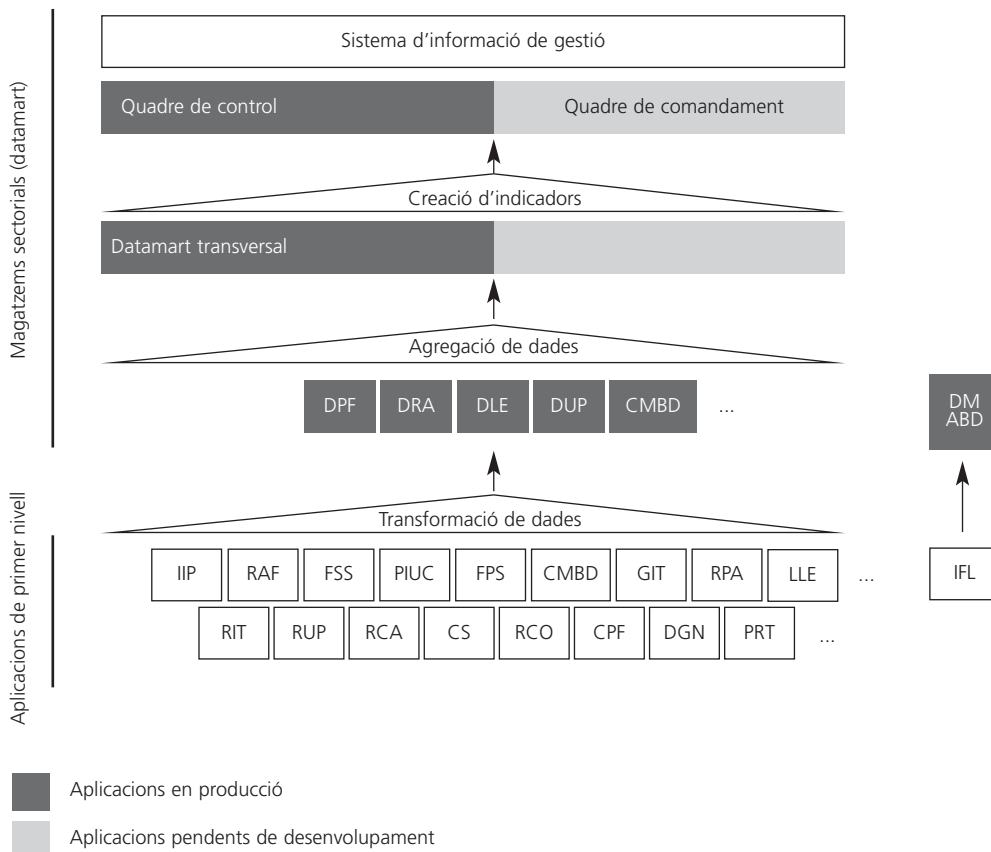 Sistema d'informació de gestió
Quadre de control
Quadre de comandament
Creació d'indicadors
Datamart transversal
Agregació de dades
DPF
DRA
DLE
DUP
CMBD
...
DM
ABD
Magatzems sectorials (datamart)
Transformació de dades
IIP
RAF
FSS
PIUC
FPS
CMBD
GIT
RPA
LLE
...
IFL
RIT
RUP
RCA
CS
RCO
CPF
DGN
PRT
...
Aplicacions de primer nivell
Aplicacions en producció
Aplicacions pendents de desenvolupament